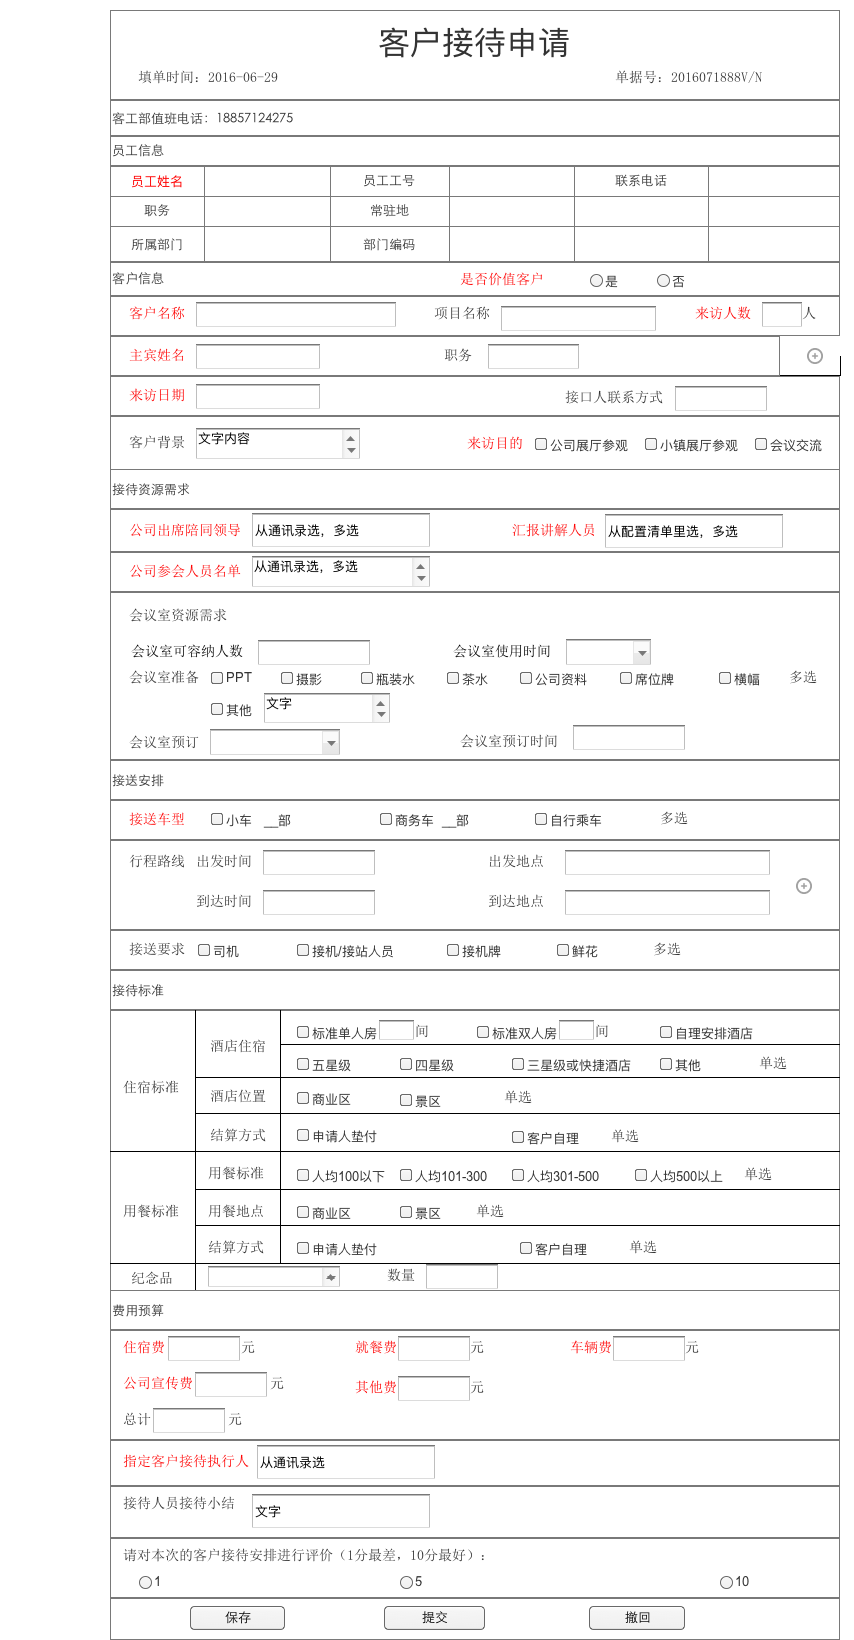 客户接待申请
填单时间：2016-06-29 单据号：2016071888V/N
客工部值班电话：18857124275
员工信息
员工姓名 员工工号 联系电话
职务 常驻地
所属部门 部门编码
客户信息 是否价值客户 是 否
客户名称 项目名称 来访人数 人
主宾姓名 职务
来访日期 接口人联系方式
客户背景 文字内容 来访目的 公司展厅参观 小镇展厅参观 会议交流
接待资源需求
公司出席陪同领导 从通讯录选，多选 汇报讲解人员 从配置清单里选，多选
公司参会人员名单 从通讯录选，多选
会议室资源需求
会议室可容纳人数 会议室使用时间
会议室准备 PPT 摄影 瓶装水 茶水 公司资料 席位牌 横幅 多选
其他 文字
会议室预订 会议室预订时间
接送安排
接送车型 小车 __部 商务车 __部 自行乘车 多选
行程路线 出发时间 出发地点
到达时间 到达地点
接送要求 司机 接机/接站人员 接机牌 鲜花 多选
接待标准
酒店住宿 标准单人房 间 标准双人房 间 自理安排酒店
五星级 四星级 三星级或快捷酒店 其他 单选
住宿标准 酒店位置 商业区 景区 单选
结算方式 申请人垫付 客户自理 单选
用餐标准 人均100以下 人均101-300 人均301-500 人均500以上 单选
用餐标准 用餐地点 商业区 景区 单选
结算方式 申请人垫付 客户自理 单选
纪念品 数量
费用预算
住宿费 元 就餐费 元 车辆费 元
公司宣传费 元 其他费 元
总计 元
指定客户接待执行人 从通讯录选
接待人员接待小结 文字
请对本次的客户接待安排进行评价（1分最差，10分最好）：
1 5 10
保存 提交 撤回